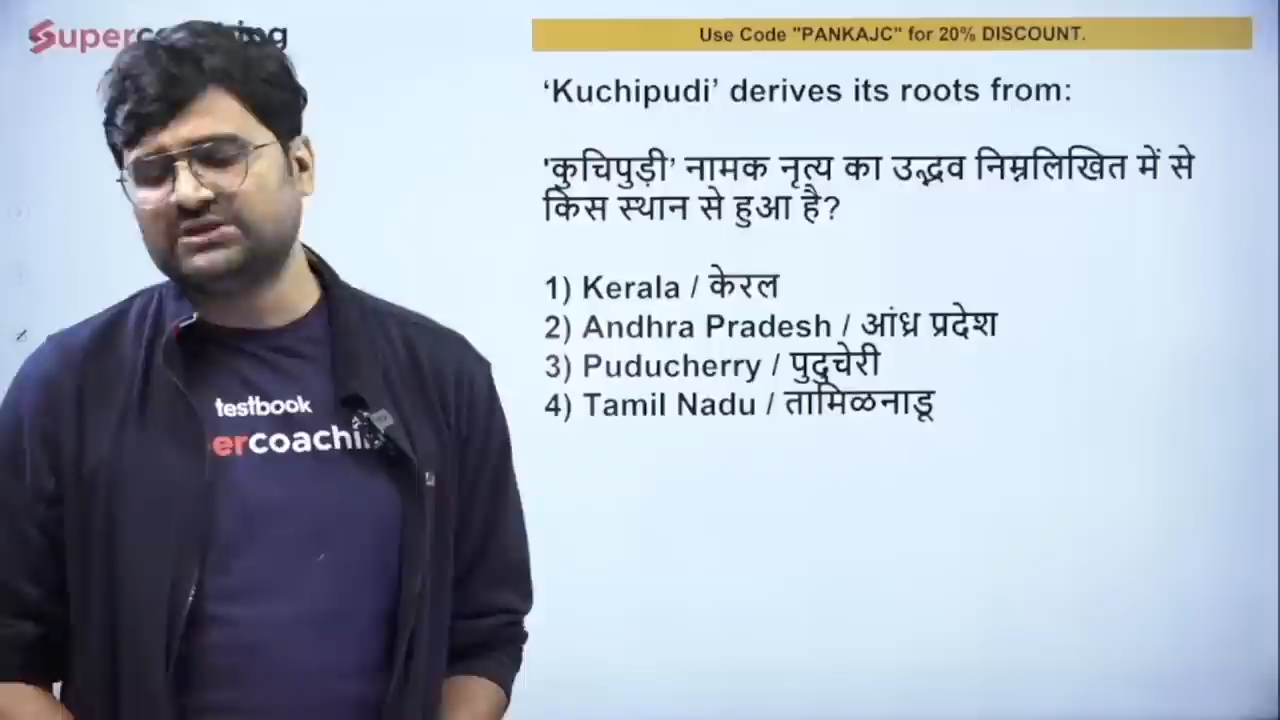 Supercoaching
Use Code "PANKAJC" for 20% DISCOUNT.
‘Kuchipudi’ derives its roots from:
'कुचिपुड़ी’ नामक नृत्य का उद्भव निम्नलिखित में से
किस स्थान से हुआ है?
1) Kerala / केरल
2) Andhra Pradesh / आंध्र प्रदेश
3) Puducherry / पुदुचेरी
4) Tamil Nadu / तामिळनाडू
testbook
ercoachi